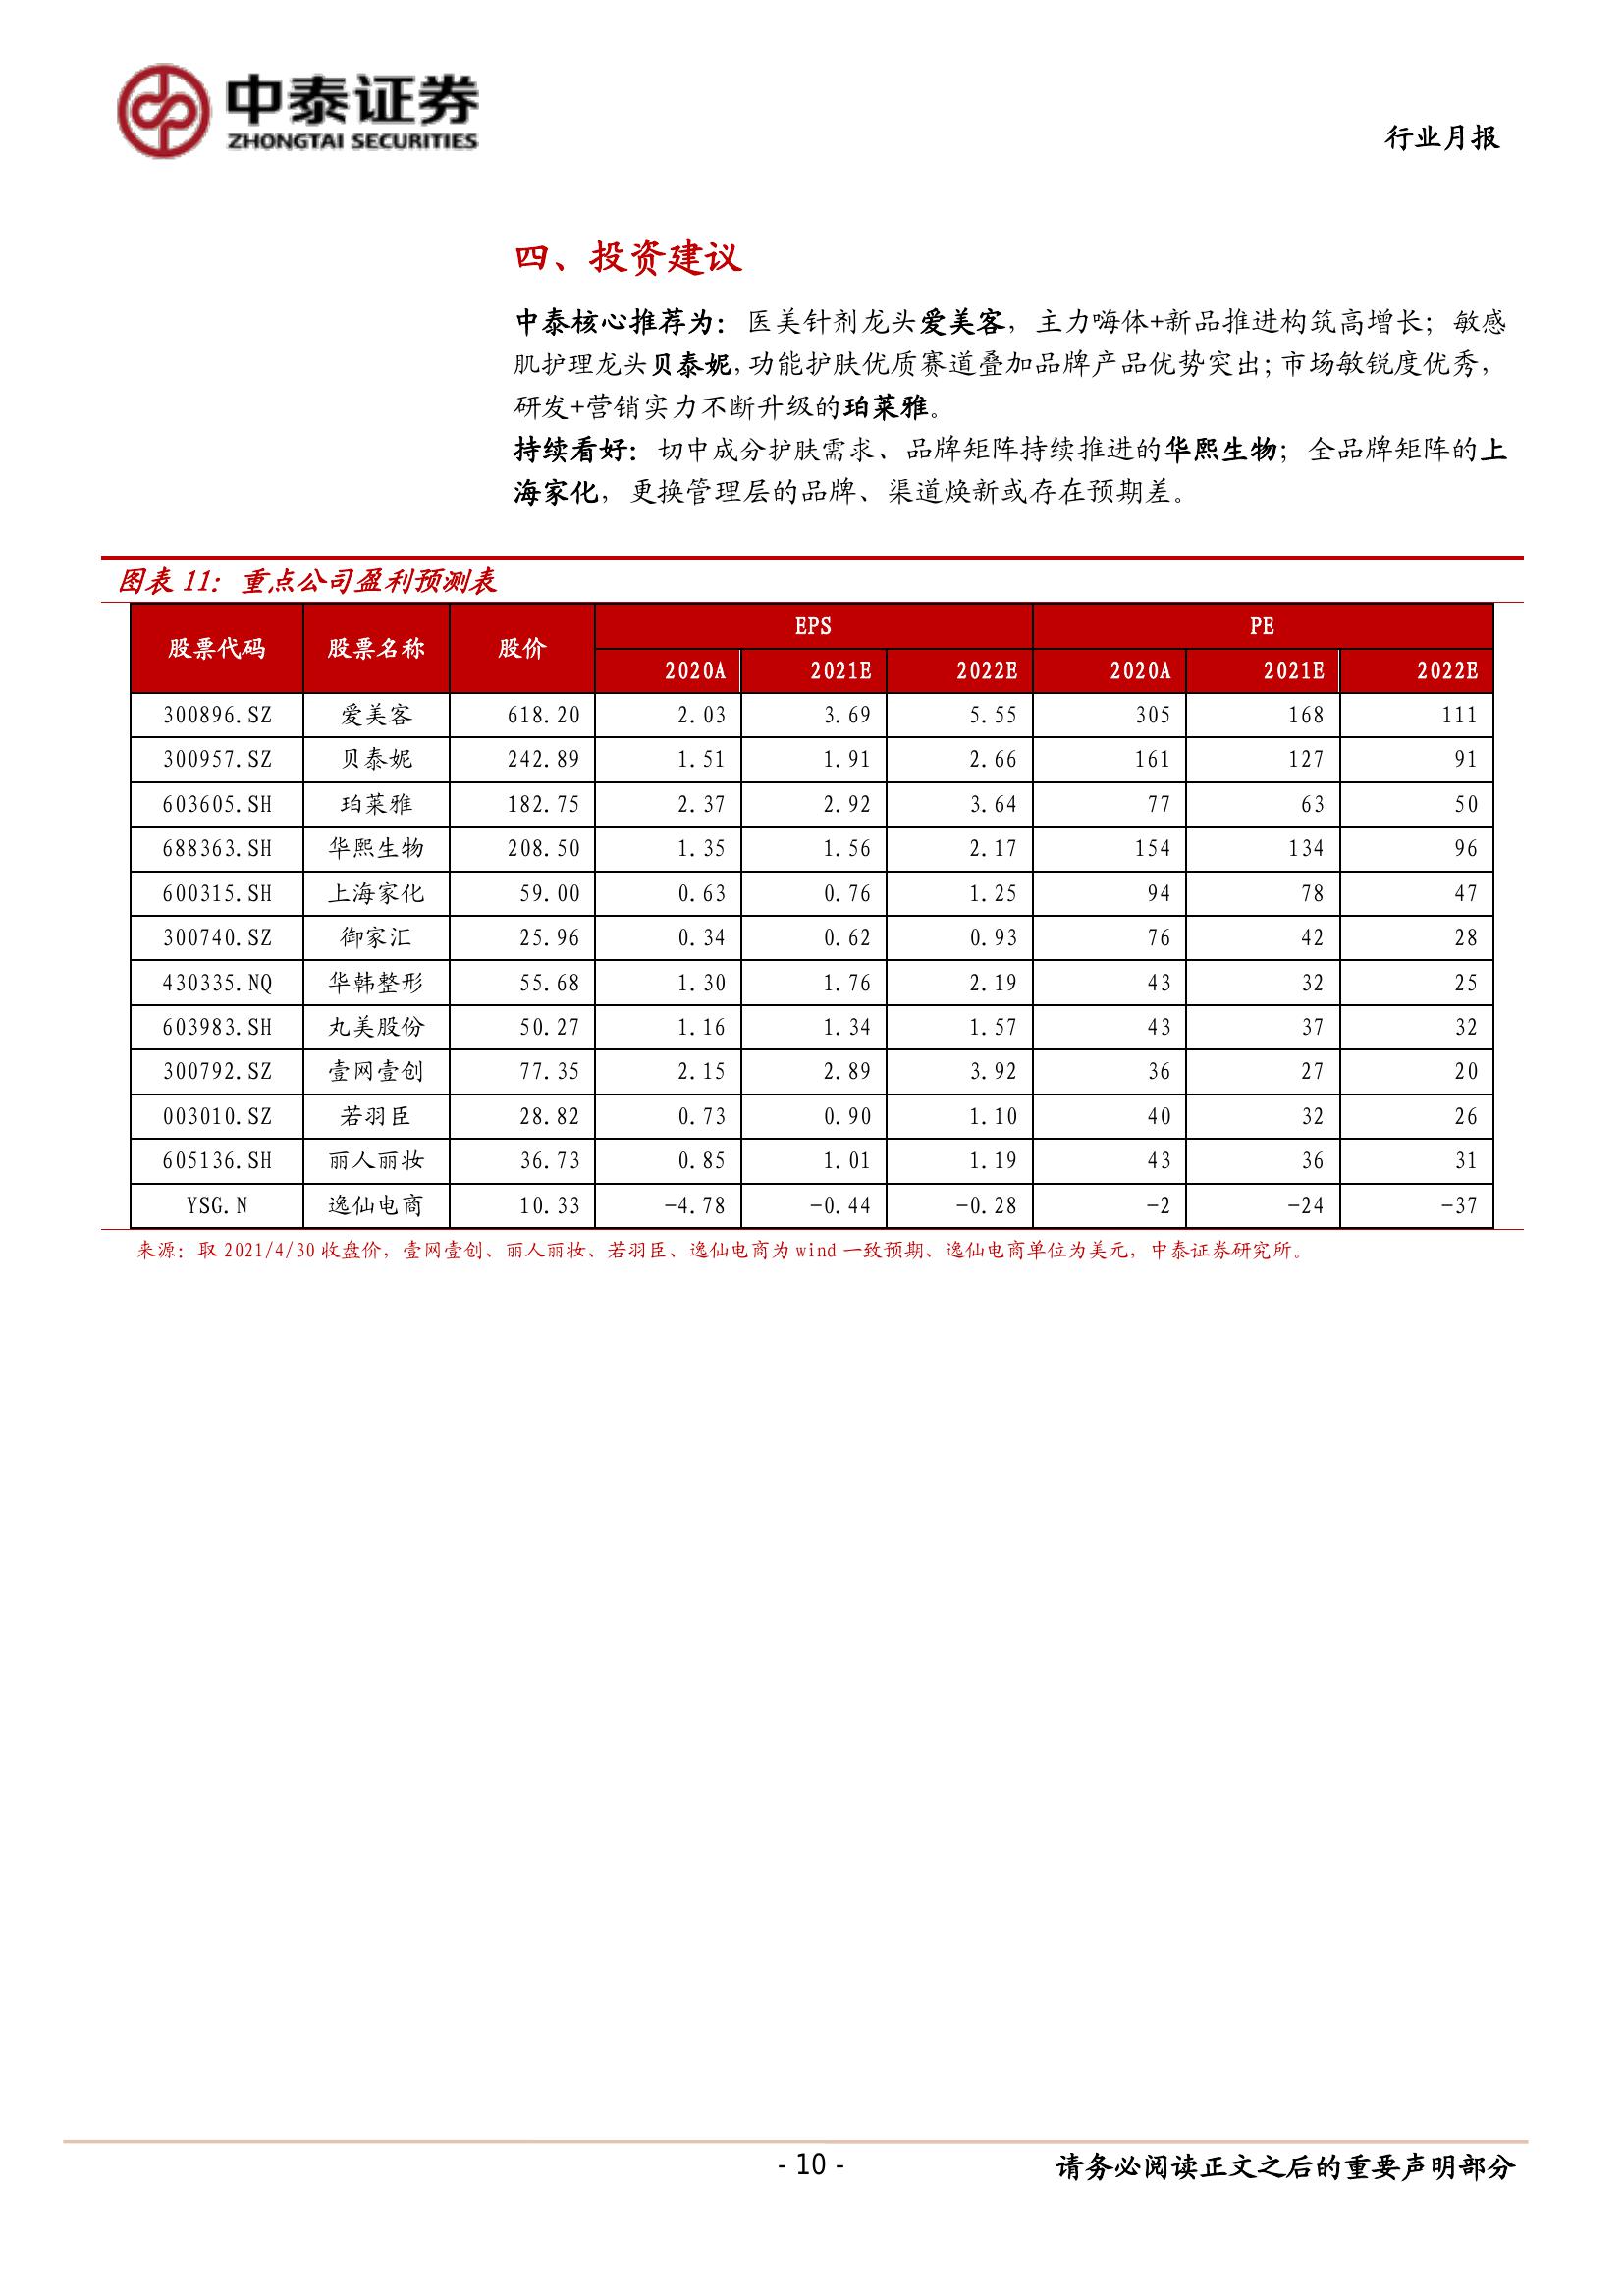 中泰证券
ZHONGTAI SECURITIES
行业月报
四、投资建议
中泰核心推荐为：医美针剂龙头爱美客，主力嗨体+新品推进构筑高增长；敏感
肌护理龙头贝泰妮，功能护肤优质赛道叠加品牌产品优势突出；市场敏锐度优秀，
研发+营销实力不断升级的珀莱雅。
持续看好：切中成分护肤需求、品牌矩阵持续推进的华熙生物；全品牌矩阵的上
海家化，更换管理层的品牌、渠道焕新或存在预期差。
图表 11：重点公司盈利预测表
股票代码 股票名称 股价 EPS PE
2020A 2021E 2022E 2020A 2021E 2022E
300896.SZ 爱美客 618.20 2.03 3.69 5.55 305 168 111
300957.SZ 贝泰妮 242.89 1.51 1.91 2.66 161 127 91
603605.SH 珀莱雅 182.75 2.37 2.92 3.64 77 63 50
688363.SH 华熙生物 208.50 1.35 1.56 2.17 154 134 96
600315.SH 上海家化 59.00 0.63 0.76 1.25 94 78 47
300740.SZ 御家汇 25.96 0.34 0.62 0.93 76 42 28
430335.NQ 华韩整形 55.68 1.30 1.76 2.19 43 32 25
603983.SH 丸美股份 50.27 1.16 1.34 1.57 43 37 32
300792.SZ 壹网壹创 77.35 2.15 2.89 3.92 36 27 20
003010.SZ 若羽臣 28.82 0.73 0.90 1.10 40 32 26
605136.SH 丽人丽妆 36.73 0.85 1.01 1.19 43 36 31
YSG.N 逸仙电商 10.33 -4.78 -0.44 -0.28 -2 -24 -37
来源：取 2021/4/30 收盘价，壹网壹创、丽人丽妆、若羽臣、逸仙电商为 wind 一致预期、逸仙电商单位为美元，中泰证券研究所。
- 10 -
请务必阅读正文之后的重要声明部分